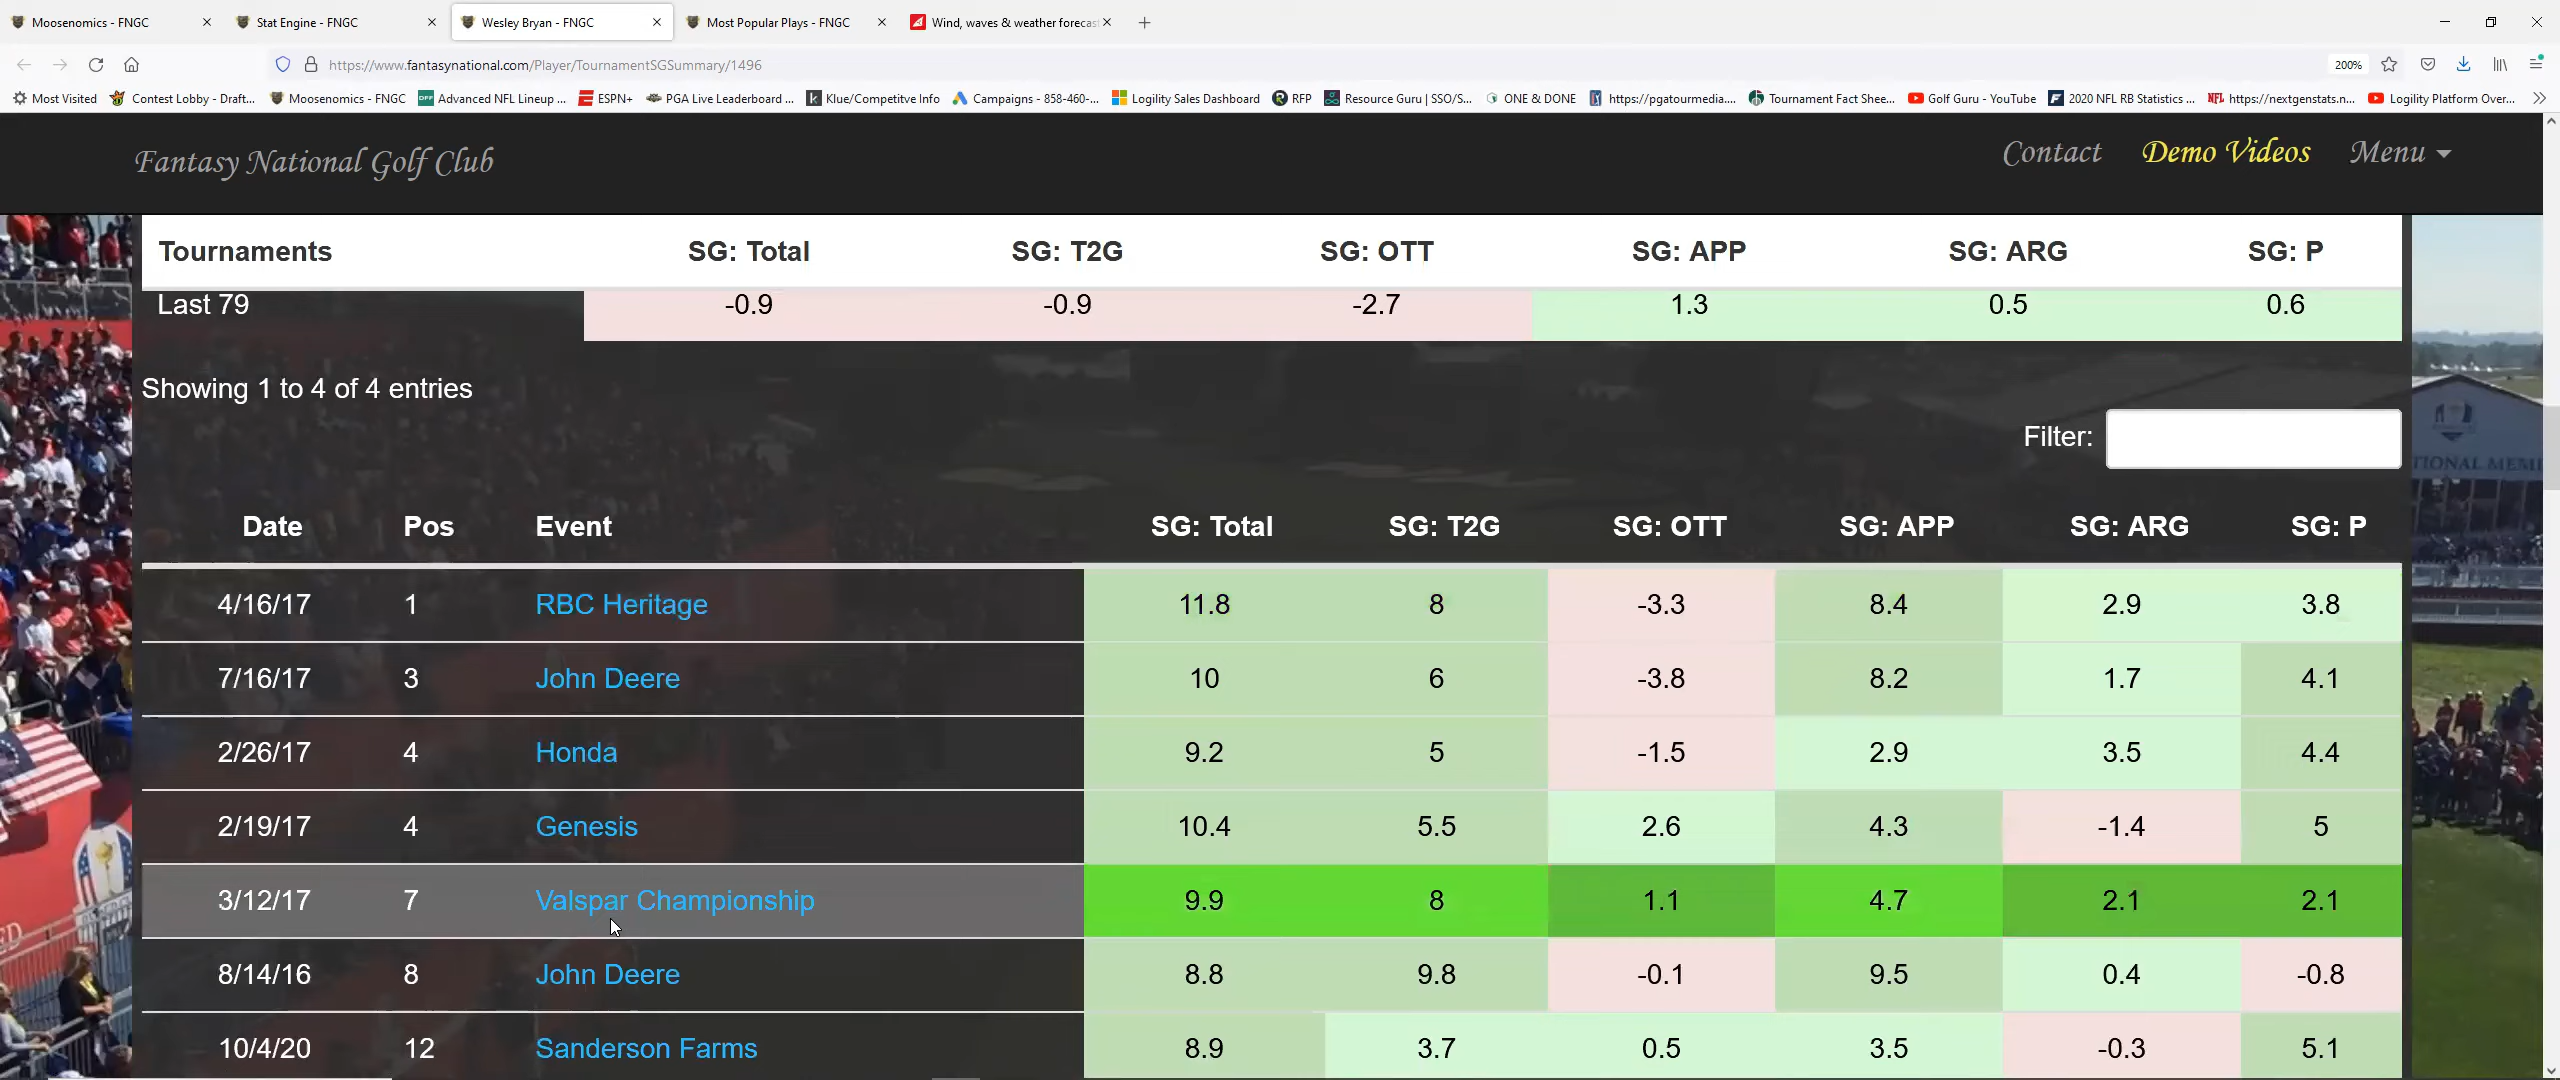 Moosenomics - FNGC Stat Engine - FNGC Wesley Bryan - FNGC Most Popular Plays - FNGC Wind, waves & weather forecas
https://www.fantasynational.com/Player/TournamentSGSummary/1496 200%
Most Visited Contest Lobby - Draft... Moosenomics - FNGC Advanced NFL Lineup ... ESPN+ PGA Live Leaderboard ... Klue/Competitve Info Campaigns - 858-460-... Logility Sales Dashboard RFP Resource Guru | SSO/S... ONE & DONE https://pgatourmedia.... Tournament Fact Shee... Golf Guru - YouTube 2020 NFL RB Statistics ... https://nextgenstats.n... Logility Platform Over...
Fantasy National Golf Club Contact Demo Videos Menu
Tournaments SG: Total SG: T2G SG: OTT SG: APP SG: ARG SG: P
Last 79 -0.9 -0.9 -2.7 1.3 0.5 0.6
Showing 1 to 4 of 4 entries
Filter:
Date Pos Event SG: Total SG: T2G SG: OTT SG: APP SG: ARG SG: P
4/16/17 1 RBC Heritage 11.8 8 -3.3 8.4 2.9 3.8
7/16/17 3 John Deere 10 6 -3.8 8.2 1.7 4.1
2/26/17 4 Honda 9.2 5 -1.5 2.9 3.5 4.4
2/19/17 4 Genesis 10.4 5.5 2.6 4.3 -1.4 5
3/12/17 7 Valspar Championship 9.9 8 1.1 4.7 2.1 2.1
8/14/16 8 John Deere 8.8 9.8 -0.1 9.5 0.4 -0.8
10/4/20 12 Sanderson Farms 8.9 3.7 0.5 3.5 -0.3 5.1